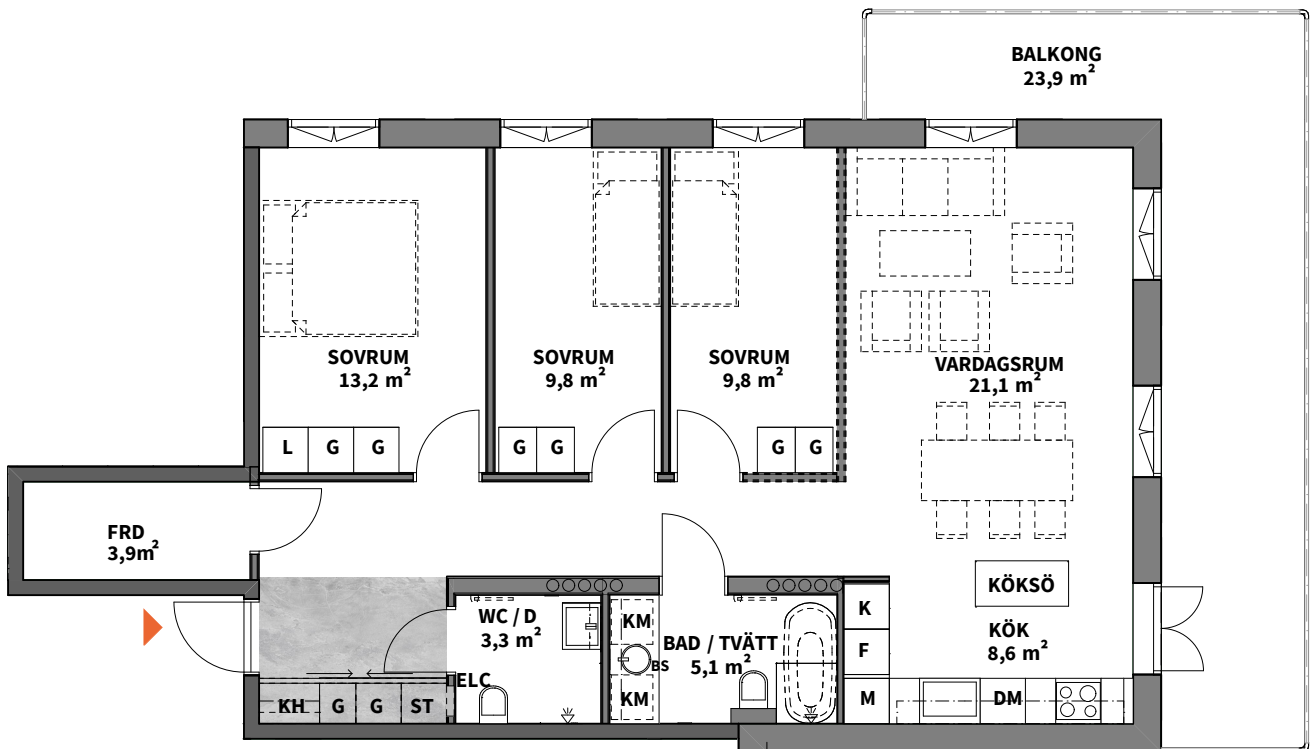 BALKONG
23,9 m²
SOVRUM
13,2 m²
SOVRUM
9,8 m²
SOVRUM
9,8 m²
VARDAGSRUM
21,1 m²
L G G
G G
G G
FRD
3,9m²
KÖKSÖ
KÖK
8,6 m²
WC / D
3,3 m²
KM
BAD / TVÄTT
5,1 m²
BS
KM
K
F
M
DM
ELC
KH G G ST